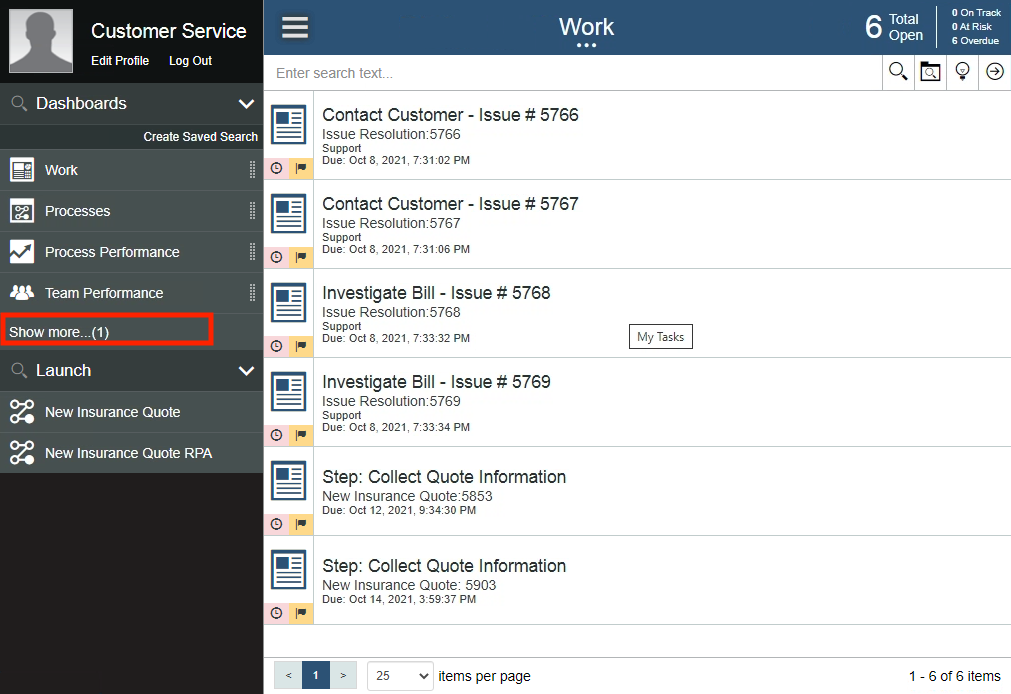 Customer Service
Edit Profile Log Out
Dashboards
Create Saved Search
Work
Processes
Process Performance
Team Performance
Show more...(1)
Launch
New Insurance Quote
New Insurance Quote RPA
Work
6 Total Open
0 On Track
0 At Risk
6 Overdue
Enter search text...
Contact Customer - Issue # 5766
Issue Resolution:5766
Support
Due: Oct 8, 2021, 7:31:02 PM
Contact Customer - Issue # 5767
Issue Resolution:5767
Support
Due: Oct 8, 2021, 7:31:06 PM
Investigate Bill - Issue # 5768
Issue Resolution:5768
Support
Due: Oct 8, 2021, 7:33:32 PM
My Tasks
Investigate Bill - Issue # 5769
Issue Resolution:5769
Support
Due: Oct 8, 2021, 7:33:34 PM
Step: Collect Quote Information
New Insurance Quote:5853
Due: Oct 12, 2021, 9:34:30 PM
Step: Collect Quote Information
New Insurance Quote: 5903
Due: Oct 14, 2021, 3:59:37 PM
< 1 > 25 items per page 1 - 6 of 6 items